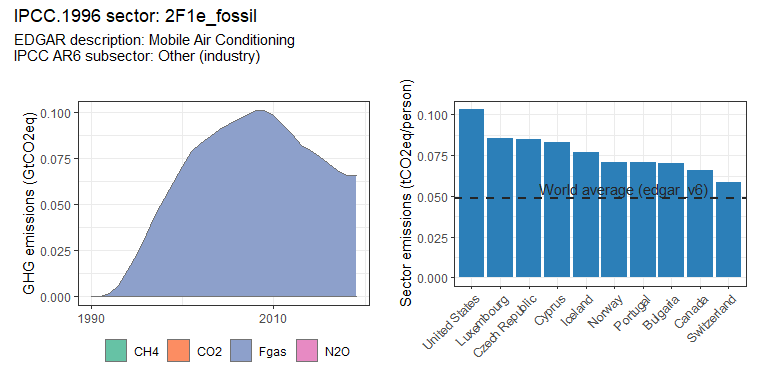 IPCC.1996 sector: 2F1e_fossil
EDGAR description: Mobile Air Conditioning
IPCC AR6 subsector: Other (industry)
GHG emissions (GtCO2eq)
0.100
0.075
0.050
0.025
0.000
1990
2010
CH4
CO2
Fgas
N2O
Sector emissions (tCO2eq/person)
0.100
0.075
0.050
0.025
0.000
World average (edgar_v6)
United States
Luxembourg
Czech Republic
Cyprus
Iceland
Norway
Portugal
Bulgaria
Canada
Switzerland